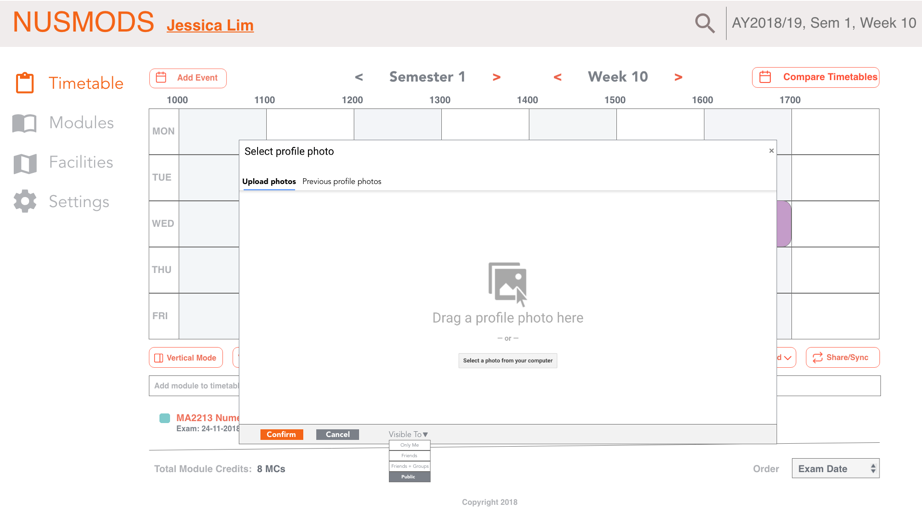 NUSMODS Jessica Lim
AY2018/19, Sem 1, Week 10
Timetable
Modules
Facilities
Settings
Add Event
< Semester 1 >
< Week 10 >
Compare Timetables
1000 1100 1200 1300 1400 1500 1600 1700
MON
TUE
WED
THU
FRI
Select profile photo
×
Upload photos Previous profile photos
Drag a profile photo here
-- or --
Select a photo from your computer
Confirm
Cancel
Visible To▼
Only Me
Friends
Friends + Groups
Public
Vertical Mode
d
Share/Sync
Add module to timetabl
MA2213 Nume
Exam: 24-11-2018
Total Module Credits: 8 MCs
Order
Exam Date
Copyright 2018